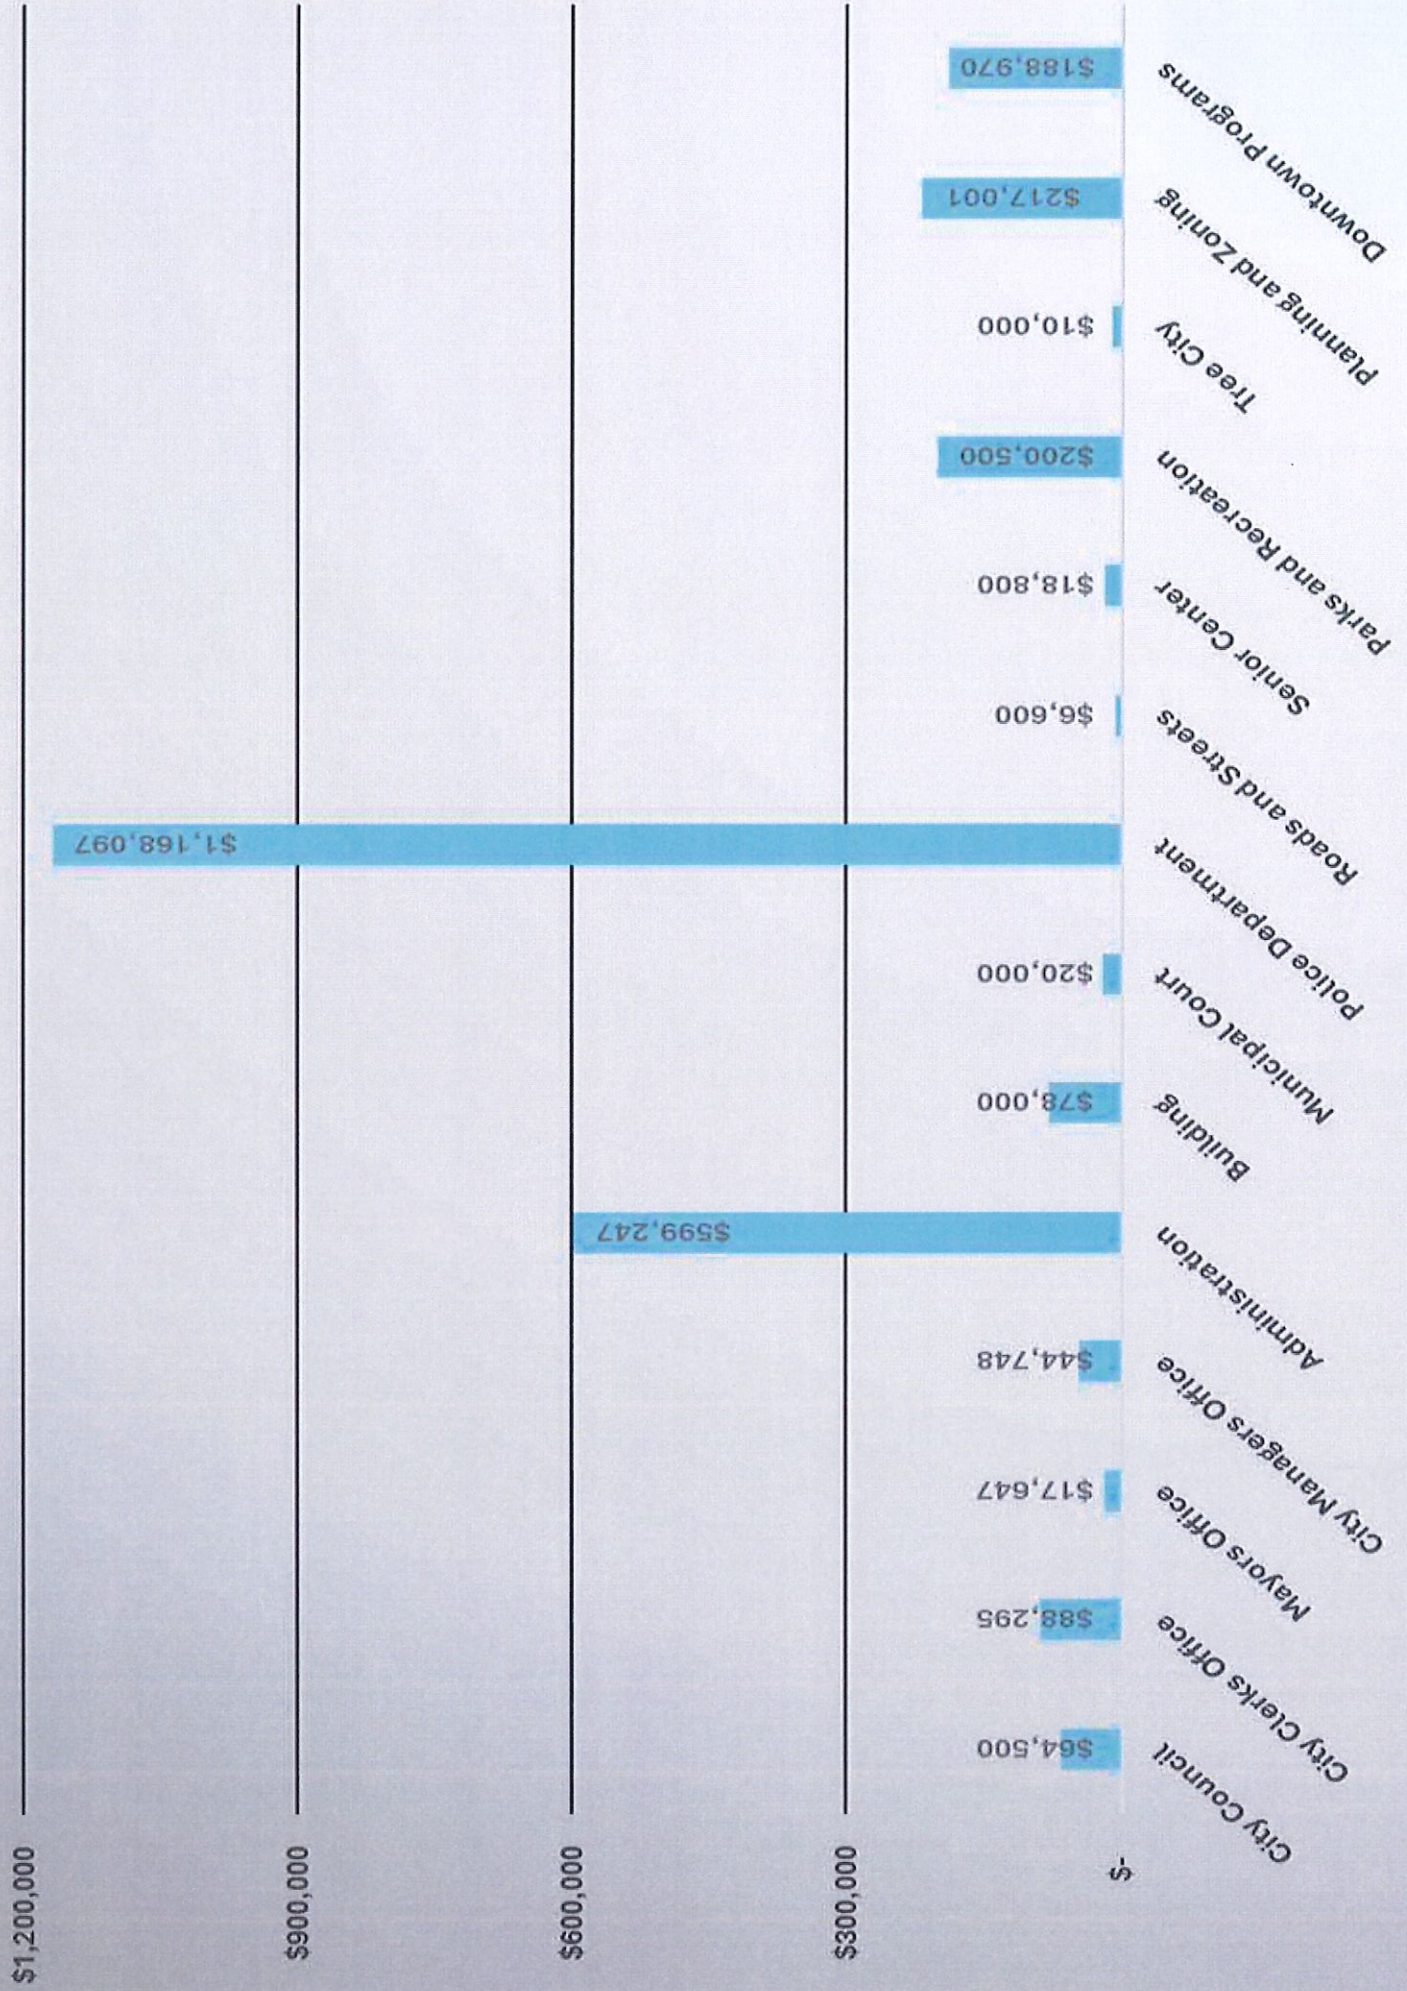 $1,200,000
$900,000
$600,000
$300,000
$-
$64,500
$88,295
$17,647
$44,748
$599,247
$78,000
$20,000
$1,168,097
$6,600
$18,800
$200,500
$10,000
$217,001
$188,970
City Council
City Clerks Office
Mayors Office
City Managers Office
Administration
Building
Municipal Court
Police Department
Roads and Streets
Senior Center
Parks and Recreation
Tree City
Planning and Zoning
Downtown Programs